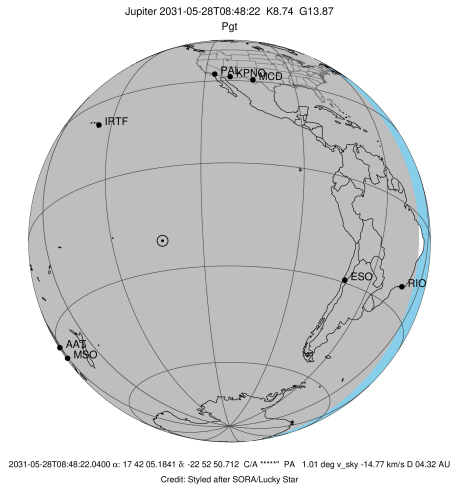 Jupiter 2031-05-28T08:48:22 K8.74 G13.87
Pgt
PAL
KPNO
MCD
IRTF
ESO
RIO
AAT
MSO
2031-05-28T08:48:22.0400 α: 17 42 05.1841 δ: -22 52 50.712 C/A *****" PA 1.01 deg v_sky -14.77 km/s D 04.32 AU
Credit: Styled after SORA/Lucky Star